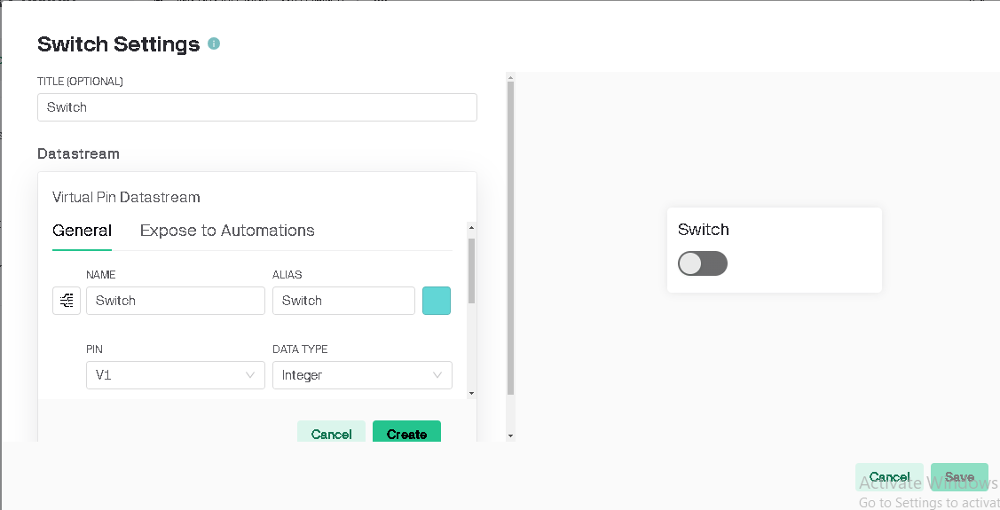 Switch Settings
TITLE (OPTIONAL)
Switch
Datastream
Virtual Pin Datastream
General Expose to Automations
NAME ALIAS
Switch Switch
PIN DATA TYPE
V1 Integer
Cancel Create
Switch
Cancel Save
Activate Windows
Go to Settings to activat